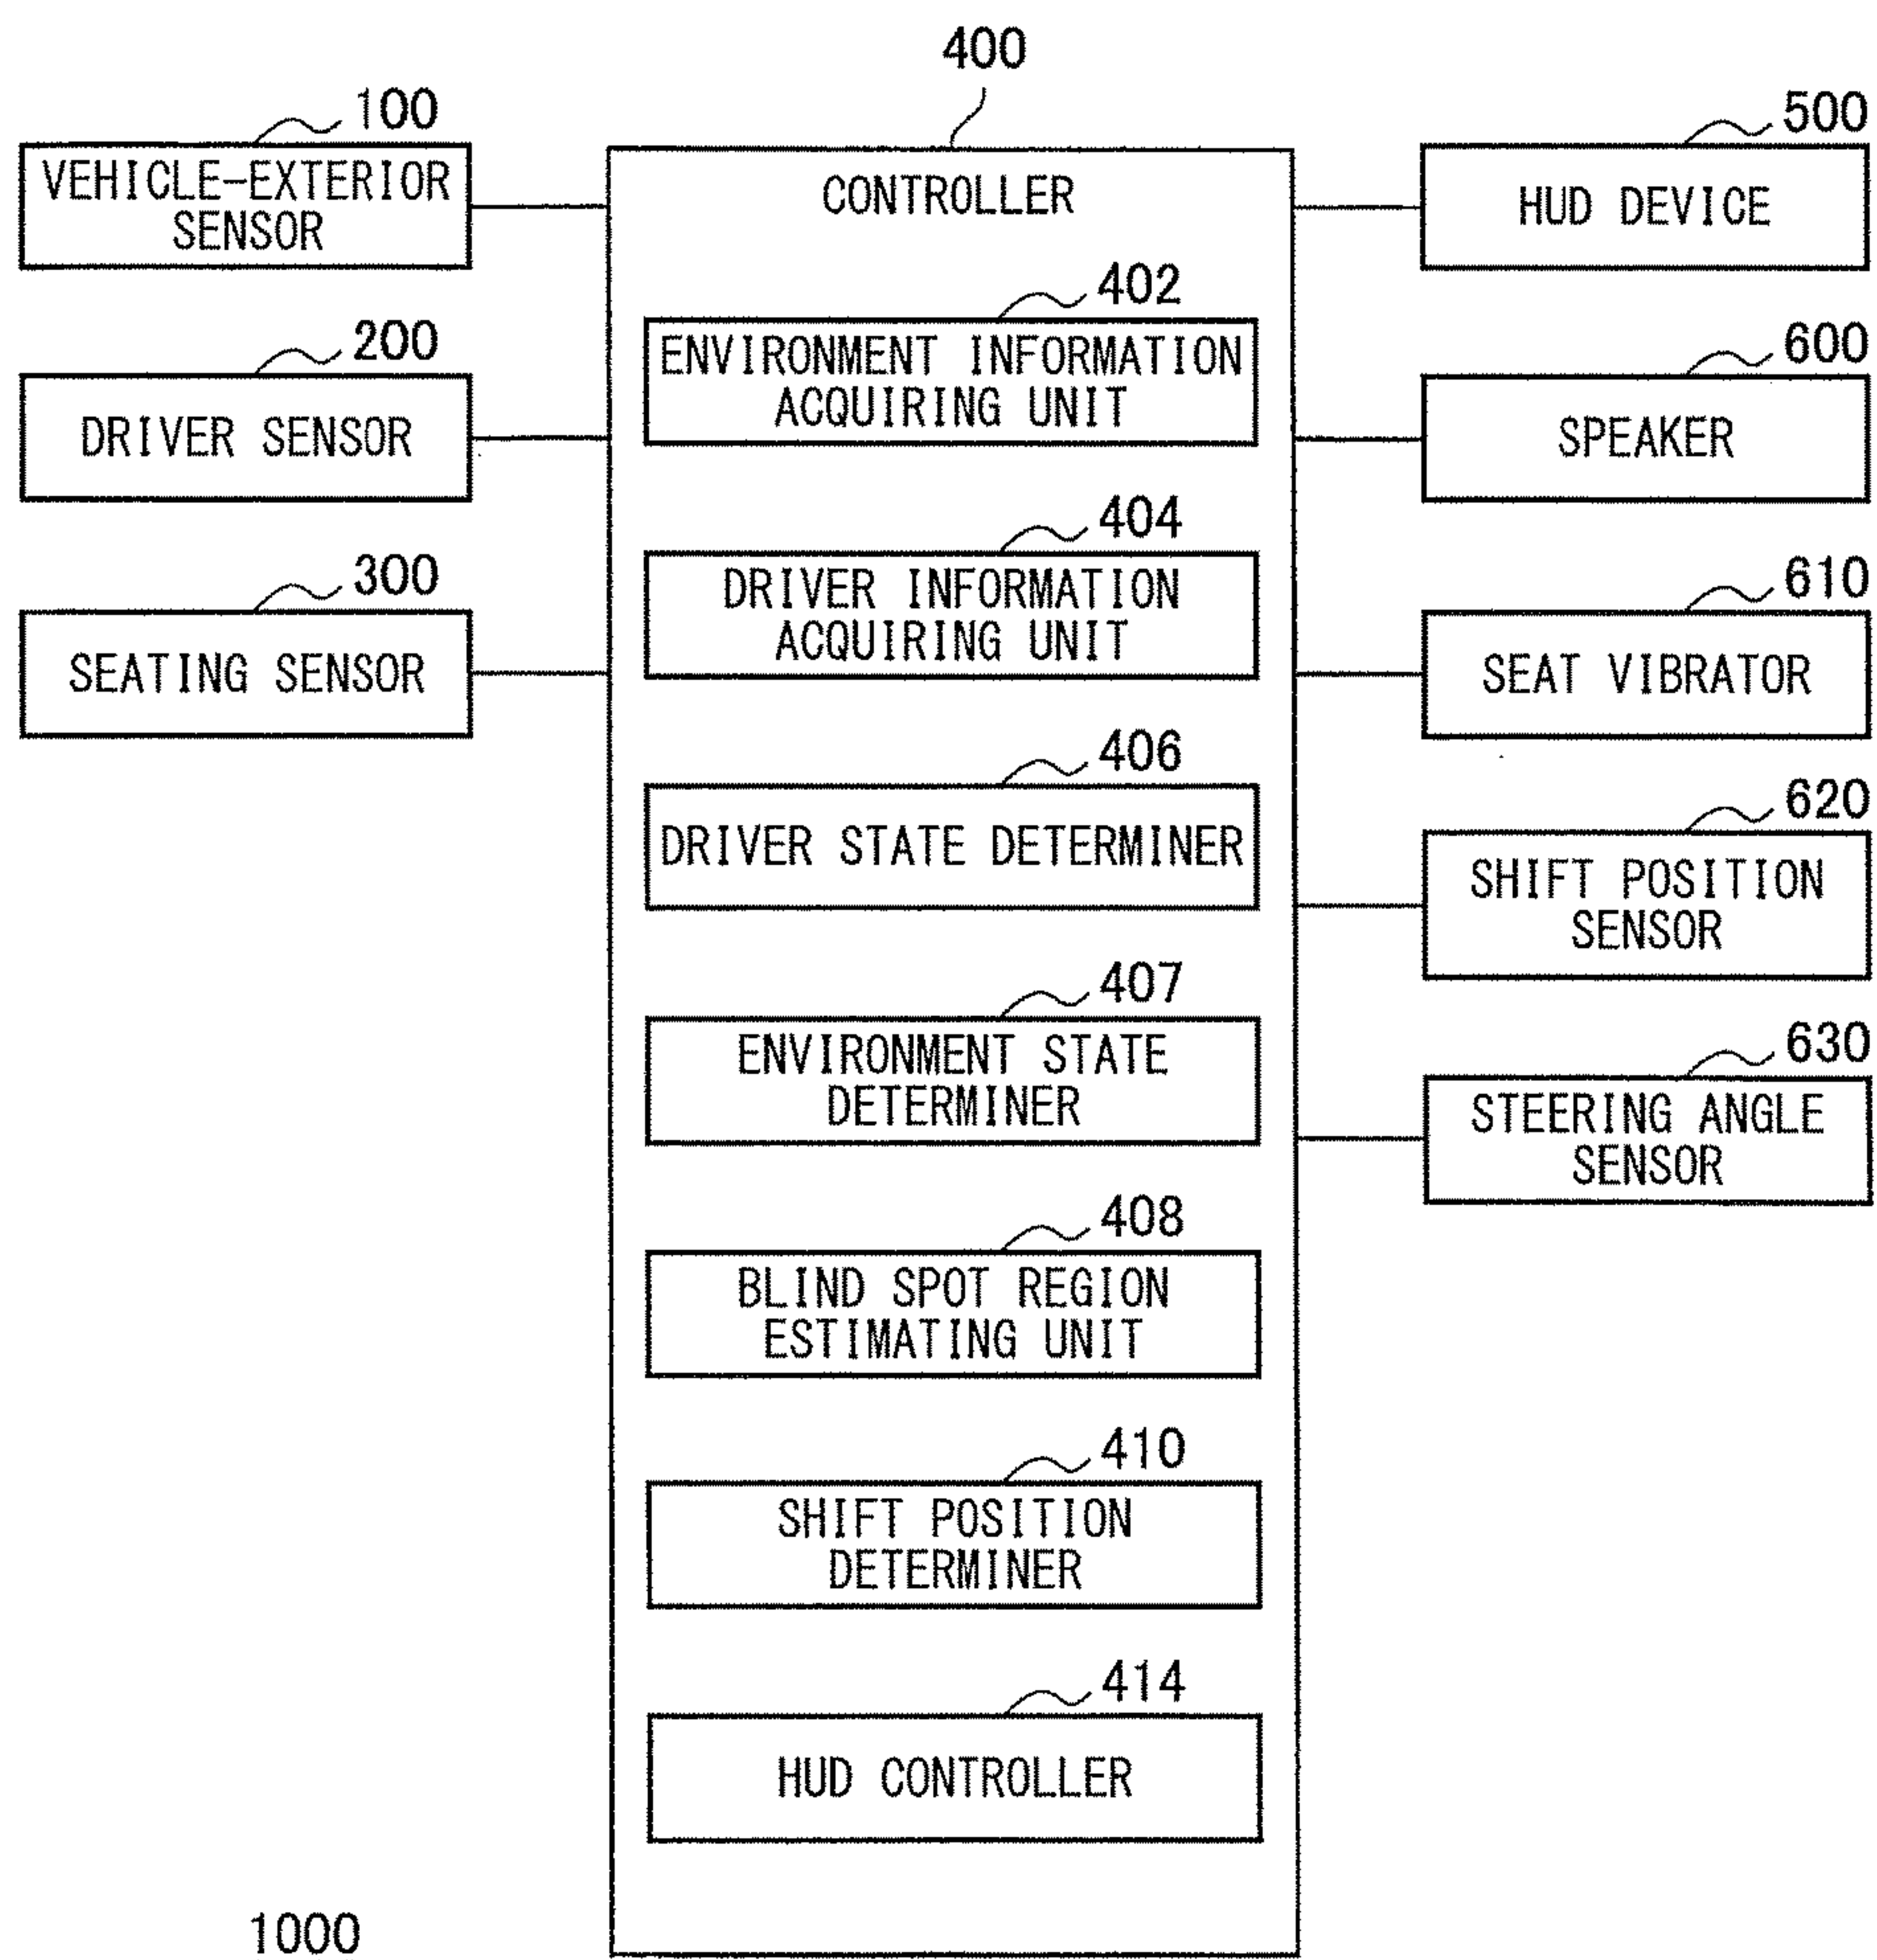 400
100
VEHICLE-EXTERIOR
SENSOR
200
DRIVER SENSOR
300
SEATING SENSOR
CONTROLLER
402
ENVIRONMENT INFORMATION
ACQUIRING UNIT
404
DRIVER INFORMATION
ACQUIRING UNIT
406
DRIVER STATE DETERMINER
407
ENVIRONMENT STATE
DETERMINER
408
BLIND SPOT REGION
ESTIMATING UNIT
410
SHIFT POSITION
DETERMINER
414
HUD CONTROLLER
500
HUD DEVICE
600
SPEAKER
610
SEAT VIBRATOR
620
SHIFT POSITION
SENSOR
630
STEERING ANGLE
SENSOR
1000